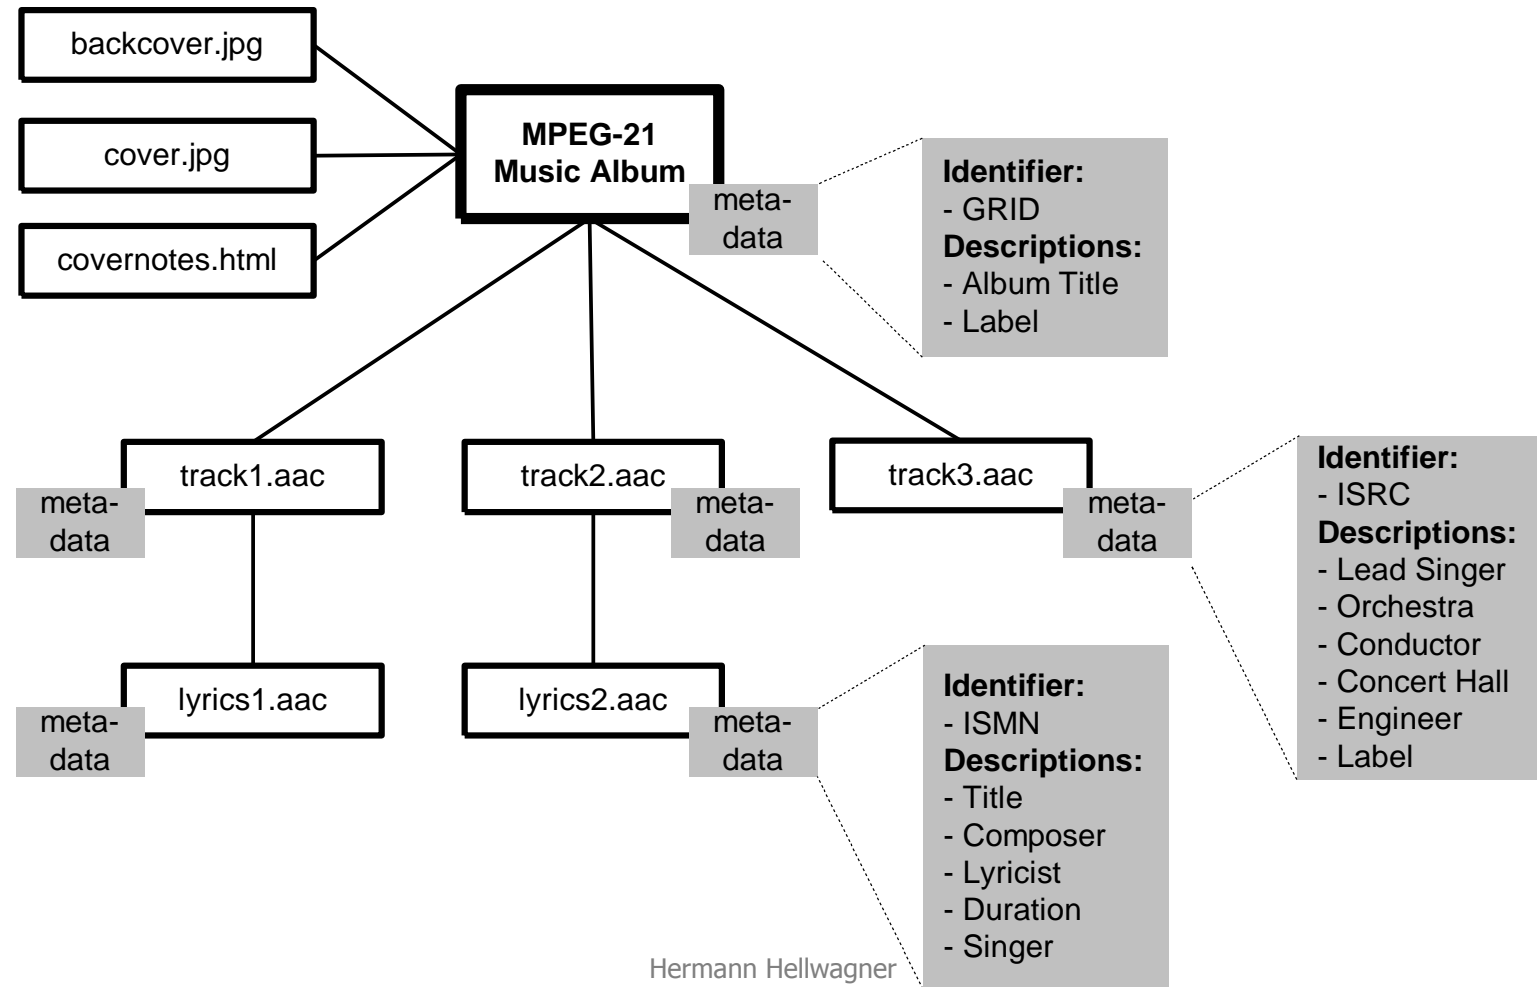 backcover.jpg
cover.jpg
covernotes.html
MPEG-21
Music Album
meta-
data
Identifier:
- GRID
Descriptions:
- Album Title
- Label
track1.aac
meta-
data
track2.aac
meta-
data
track3.aac
meta-
data
Identifier:
- ISRC
Descriptions:
- Lead Singer
- Orchestra
- Conductor
- Concert Hall
- Engineer
- Label
lyrics1.aac
meta-
data
lyrics2.aac
meta-
data
Identifier:
- ISMN
Descriptions:
- Title
- Composer
- Lyricist
- Duration
- Singer
Hermann Hellwagner